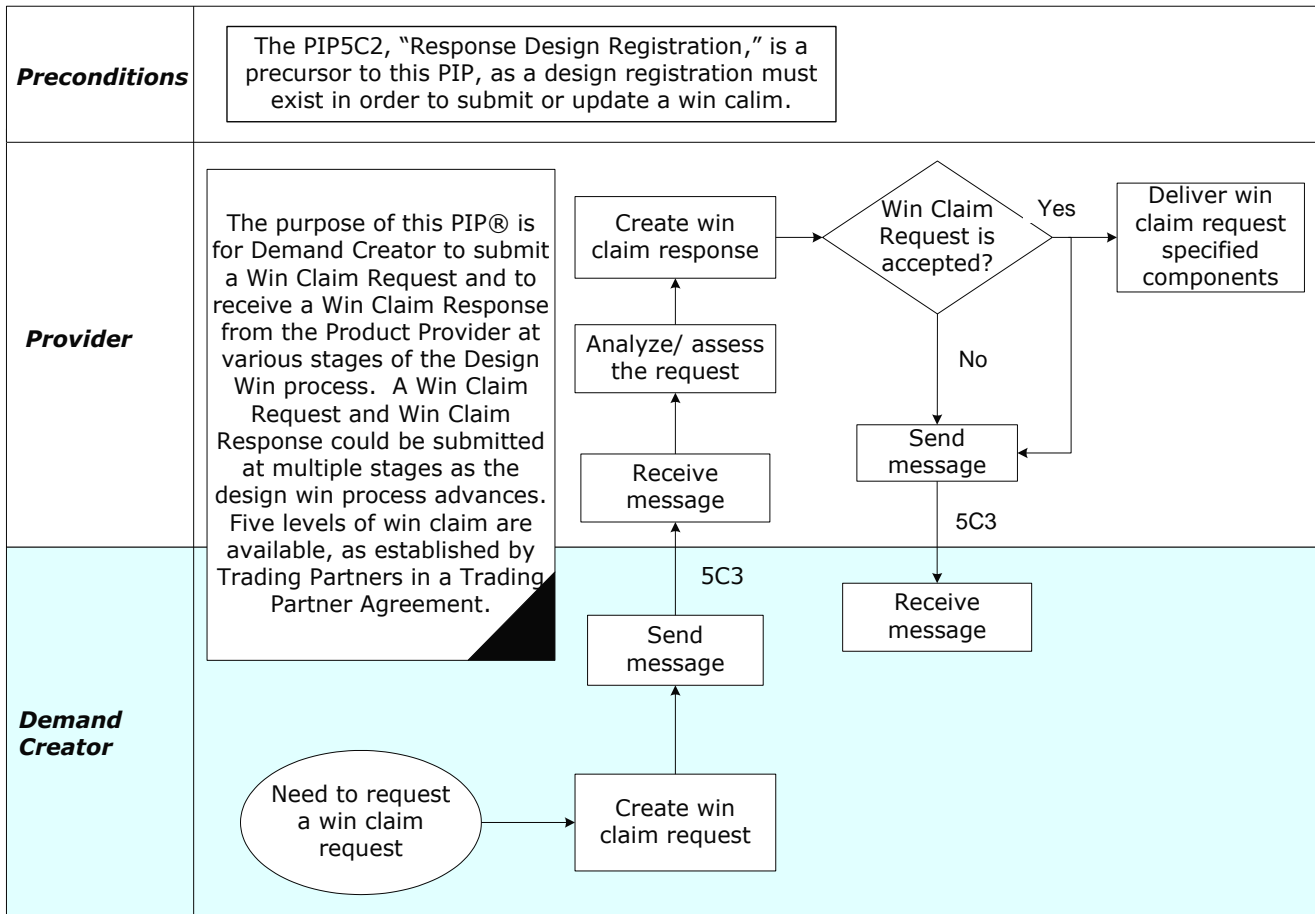 Preconditions
The PIP5C2, “Response Design Registration,” is a
precursor to this PIP, as a design registration must
exist in order to submit or update a win calim.
Provider
The purpose of this PIP® is
for Demand Creator to submit
a Win Claim Request and to
receive a Win Claim Response
from the Product Provider at
various stages of the Design
Win process.  A Win Claim
Request and Win Claim
Response could be submitted
at multiple stages as the
design win process advances.
Five levels of win claim are
available, as established by
Trading Partners in a Trading
Partner Agreement.
Create win
claim response
Win Claim
Request is
accepted?
Yes
Deliver win
claim request
specified
components
Analyze/ assess
the request
No
Receive
message
Send
message
5C3
5C3
Demand
Creator
Send
message
Receive
message
Need to request
a win claim
request
Create win
claim request